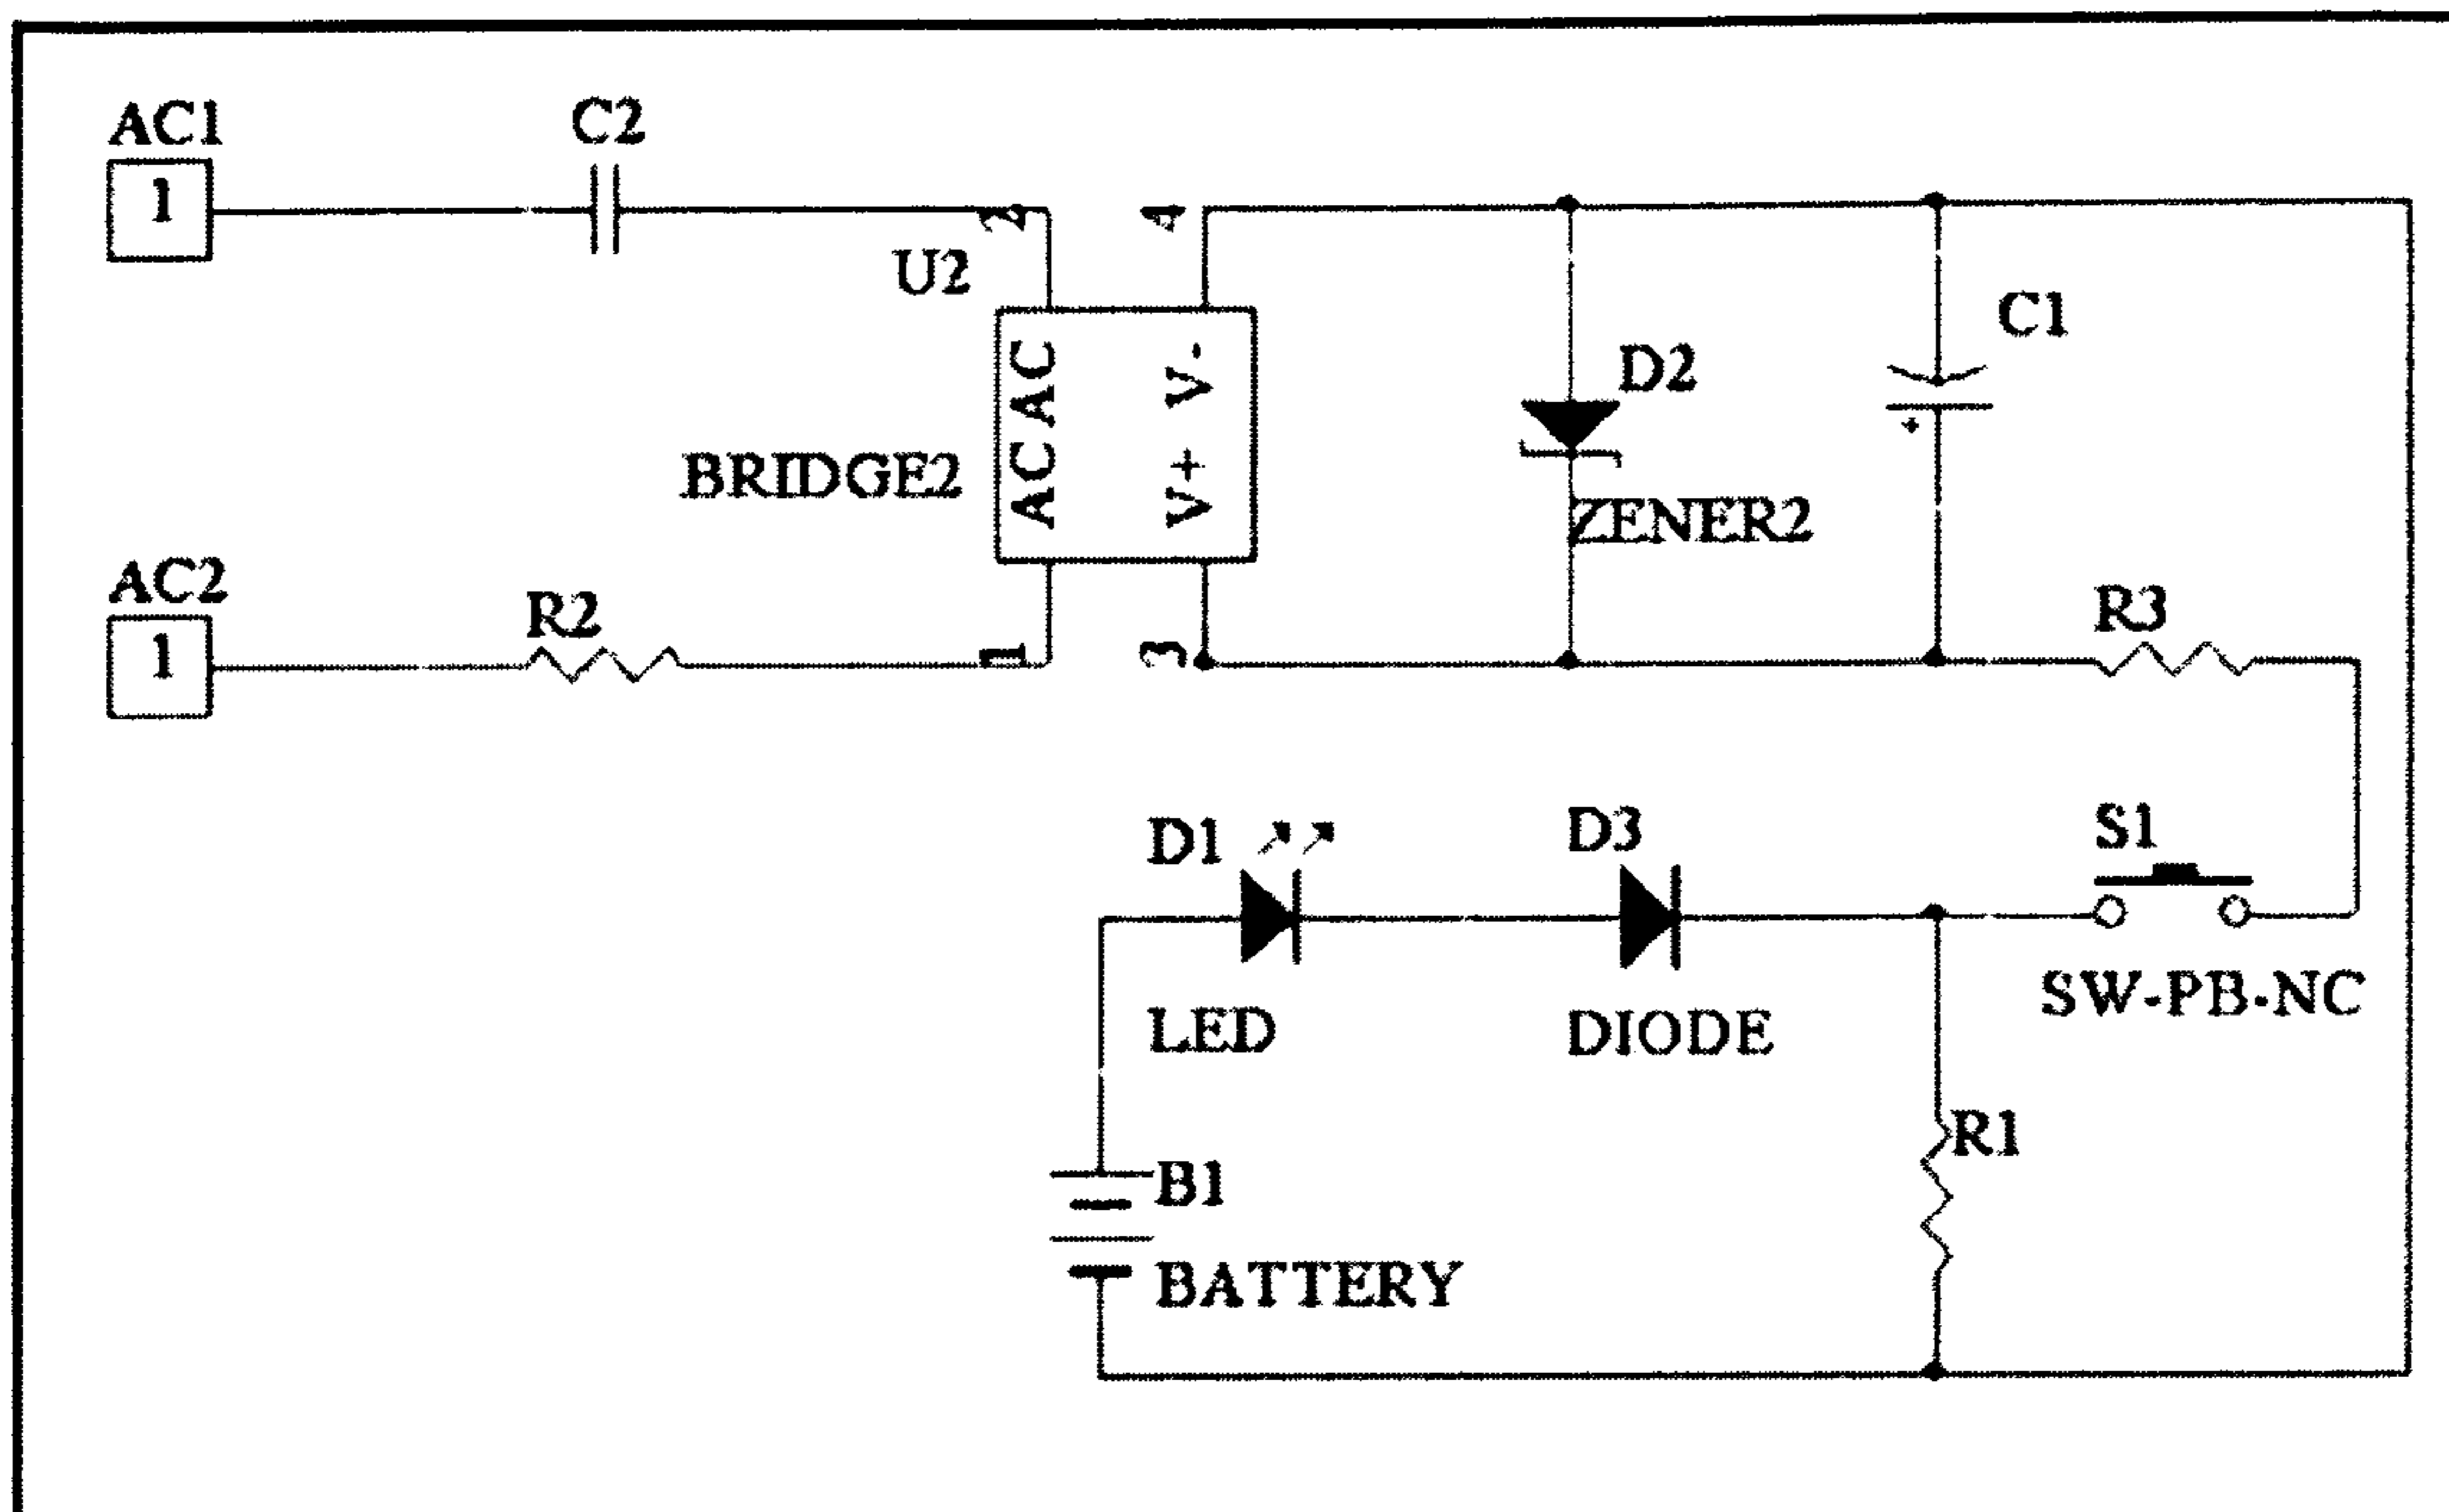 AC1
C2
1
2
4
U2
C1
ACAC V-
V+
D2
BRIDGE2
ZENER2
AC2
R2
R3
1
1
3
D1
D3
S1
LED
DIODE
SW-PB-NC
R1
B1
BATTERY
+